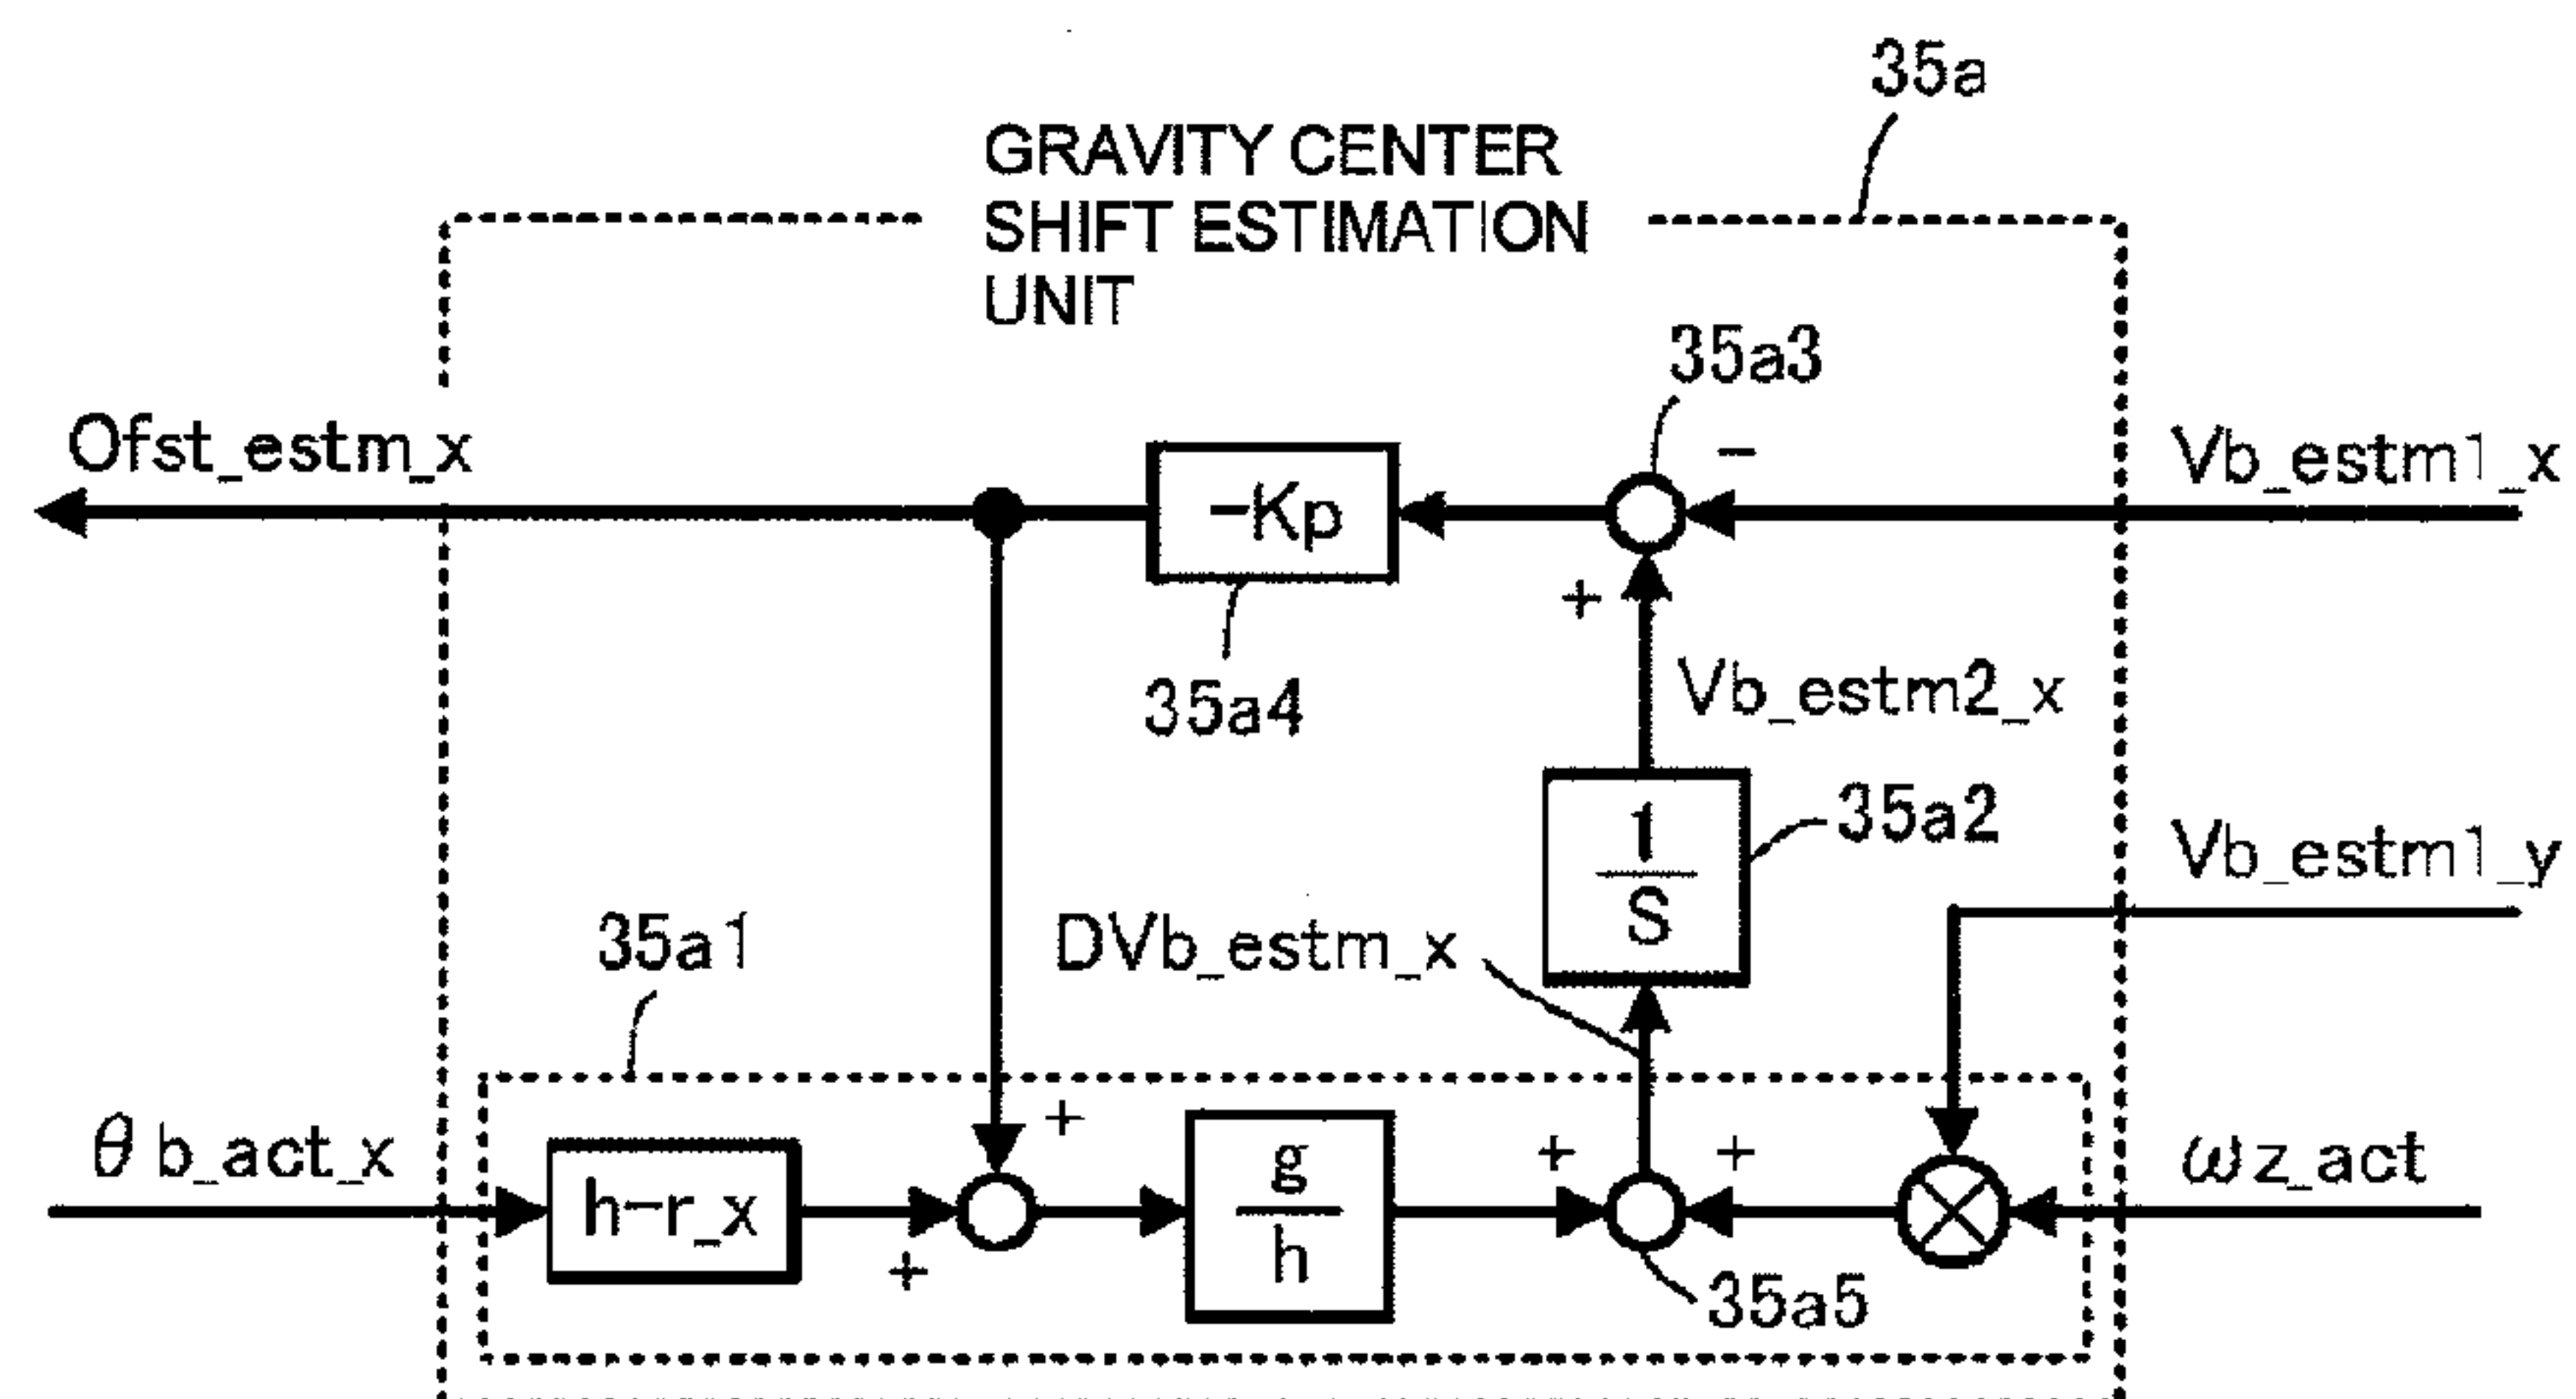 35a
GRAVITY CENTER
SHIFT ESTIMATION
UNIT
35a3
Ofst_estm_x
-Kp
-
Vb_estm1_x
+
35a4
Vb_estm2_x
1
S
35a2
Vb_estm1_y
35a1
DVb_estm_x
θb_act_x
h-r_x
+
+
g
h
+
+
ωz_act
35a5